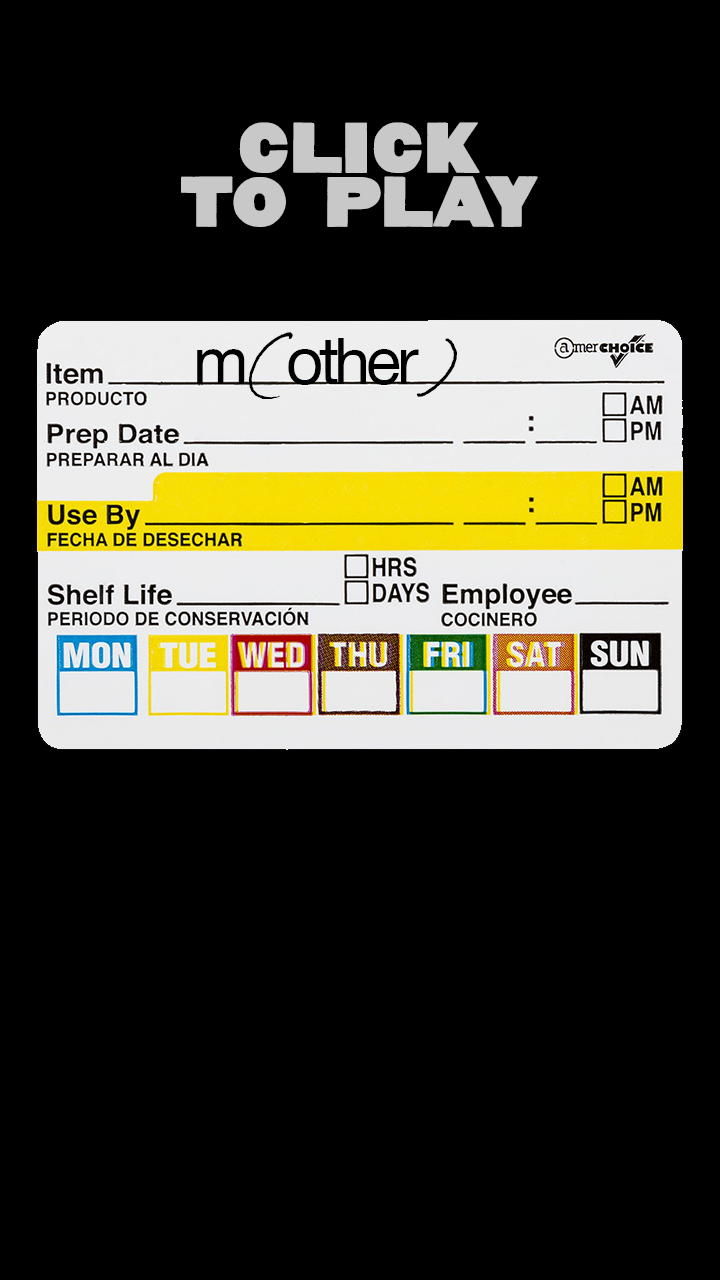 CLICK
TO PLAY
Item m(other)
@merCHOICE
PRODUCTO
AM
Prep Date : PM
PREPARAR AL DIA
AM
Use By : PM
FECHA DE DESECHAR
HRS
Shelf Life DAYS Employee
PERIODO DE CONSERVACIÓN COCINERO
MON TUE WED THU FRI SAT SUN